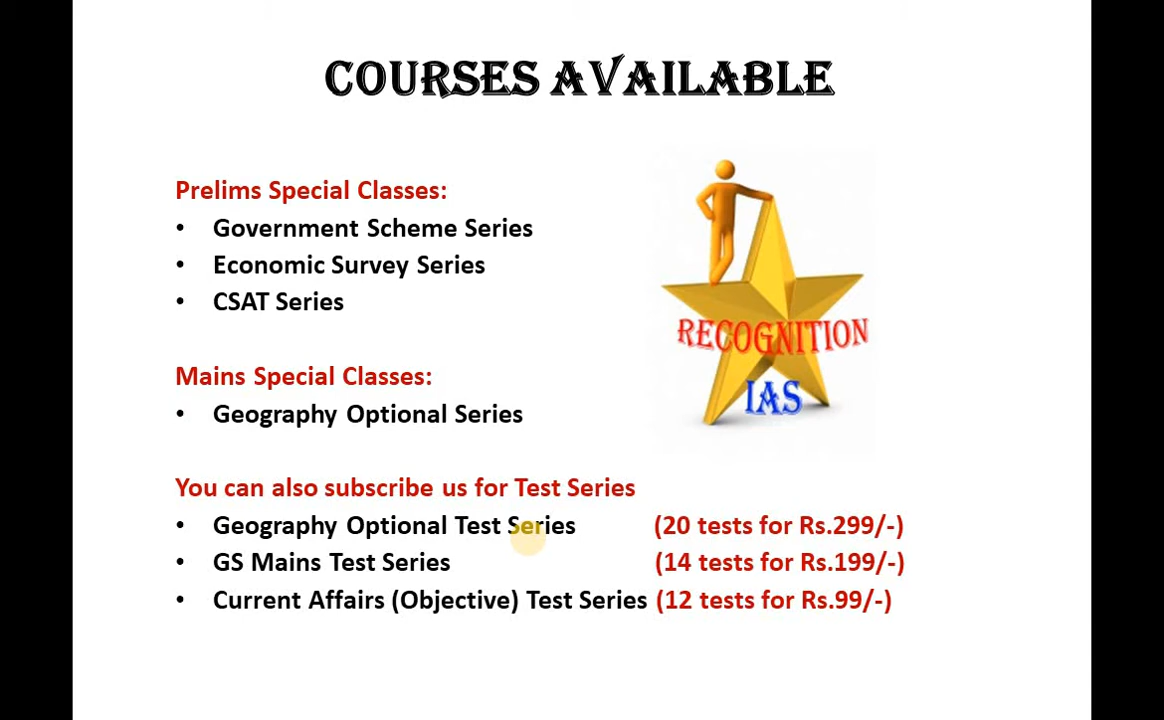 COURSES AVAILABLE
Prelims Special Classes:
• Government Scheme Series
• Economic Survey Series
• CSAT Series
RECOGNITION
IAS
Mains Special Classes:
• Geography Optional Series
You can also subscribe us for Test Series
• Geography Optional Test Series (20 tests for Rs.299/-)
• GS Mains Test Series (14 tests for Rs.199/-)
• Current Affairs (Objective) Test Series (12 tests for Rs.99/-)